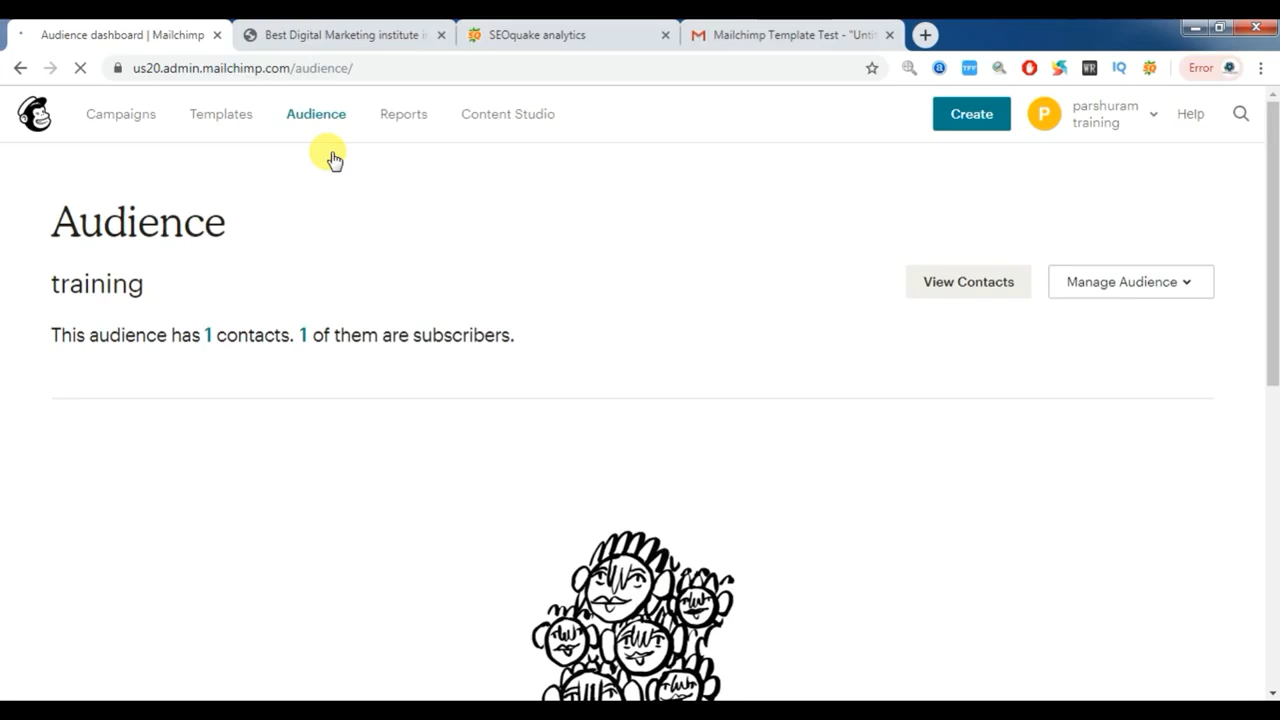 Audience dashboard | Mailchimp
Best Digital Marketing institute i
SEOquake analytics
Mailchimp Template Test - "Unti
us20.admin.mailchimp.com/audience/
WR
IQ
Error
Campaigns
Templates
Audience
Reports
Content Studio
Create
P
parshuram
training
Help
Audience
training
View Contacts
Manage Audience
This audience has 1 contacts. 1 of them are subscribers.